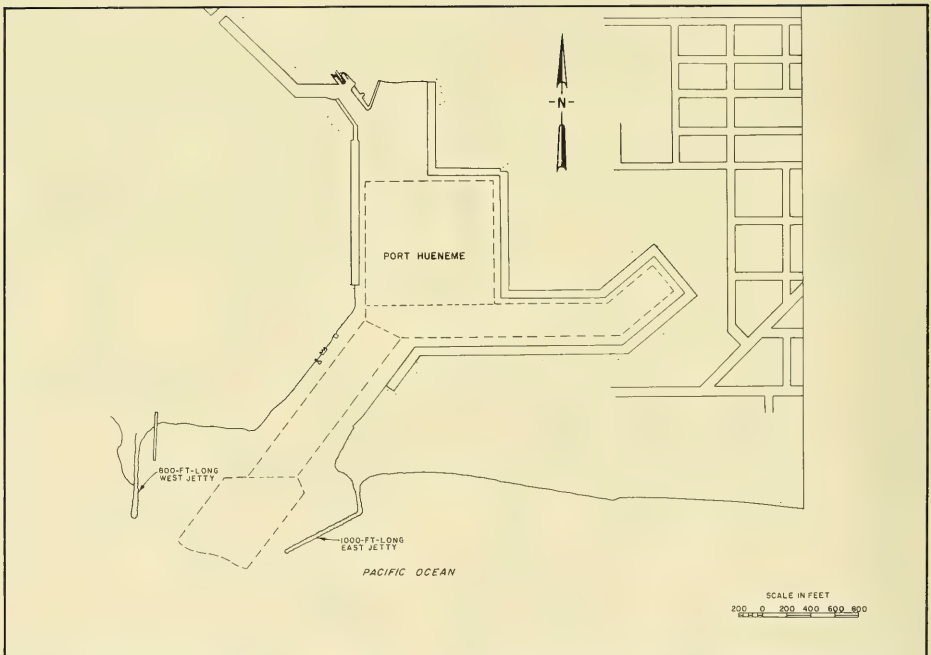 -N-
PORT HUENEME
800-FT-LONG
WEST JETTY
1000-FT-LONG
EAST JETTY
PACIFIC OCEAN
SCALE IN FEET
200 0 200 400 600 800